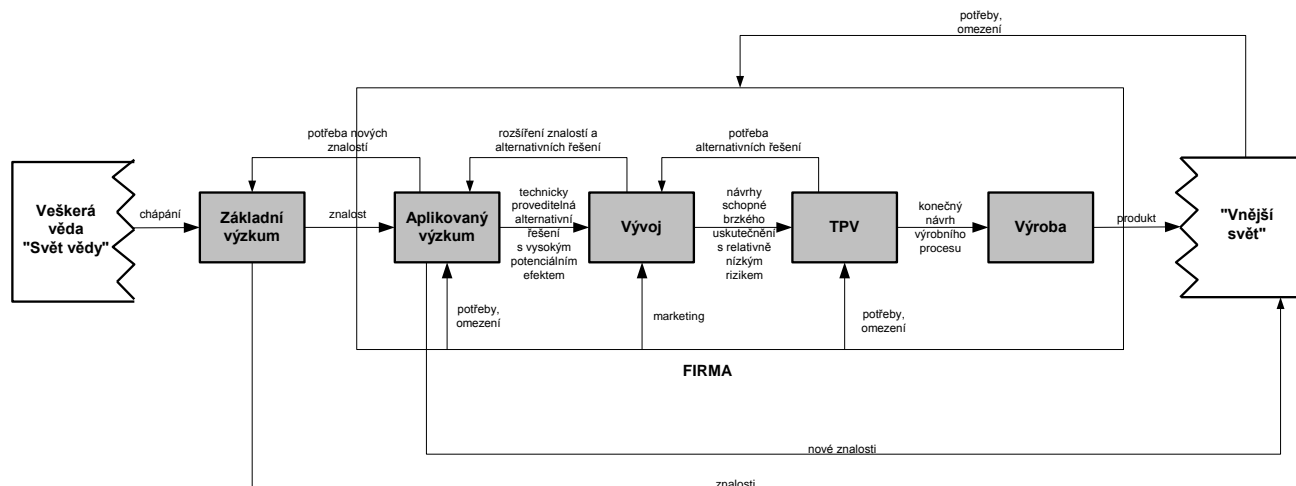 potřeby,
omezení
potřeba nových
znalostí
rozšíření znalostí a
alternativních řešení
potřeba
alternativních řešení
Veškerá
věda
"Svět vědy"
chápání
Základní
výzkum
znalost
Aplikovaný
výzkum
technicky
proveditelná
alternativní
řešení
s vysokým
potenciálním
efektem
Vývoj
návrhy
schopné
brzkého
uskutečnění
s relativně
nízkým
rizikem
TPV
konečný
návrh
výrobního
procesu
Výroba
produkt
"Vnější
svět"
potřeby,
omezení
marketing
potřeby,
omezení
FIRMA
nové znalosti
znalosti